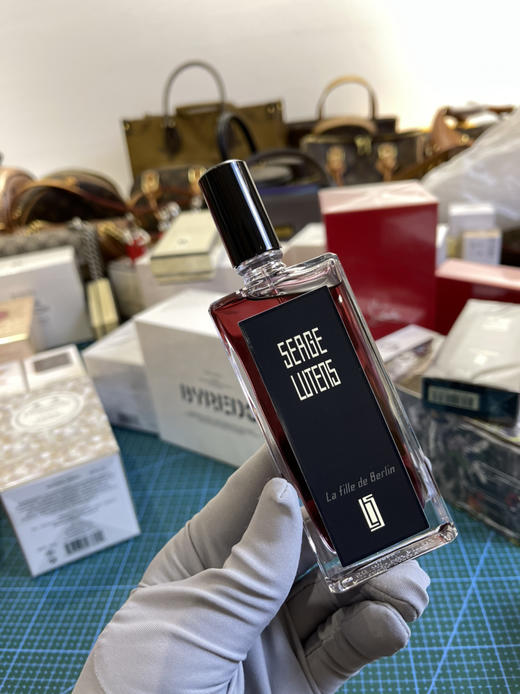 SERGE
LUTENS
La fille de Berlin
BYREDO